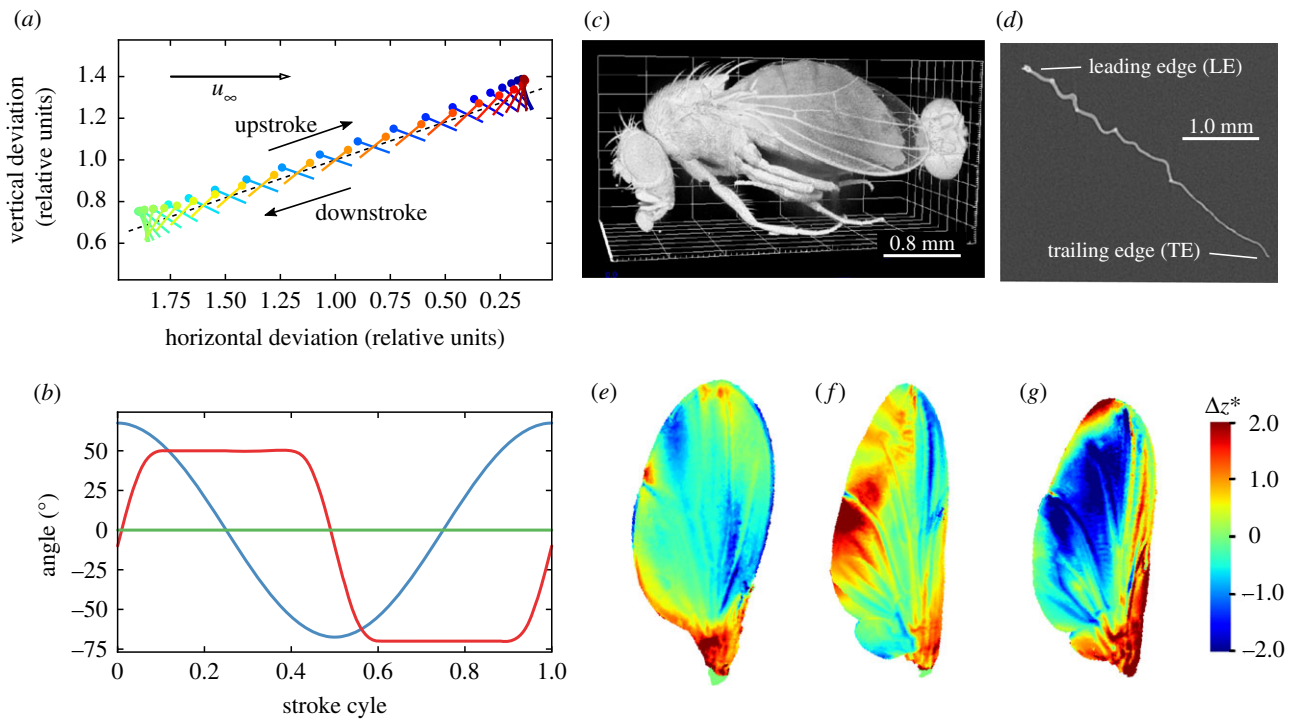 (a)
vertical deviation
(relative units)
1.4
1.2
1.0
0.8
0.6
u∞
upstroke
downstroke
1.75 1.50 1.25 1.00 0.75 0.50 0.25
horizontal deviation (relative units)
(b)
angle (°)
50
25
0
–25
–50
–75
0 0.2 0.4 0.6 0.8 1.0
stroke cyle
(c)
0.8 mm
(d)
leading edge (LE)
1.0 mm
trailing edge (TE)
(e)
(f)
(g)
Δz*
2.0
1.0
0
–1.0
–2.0